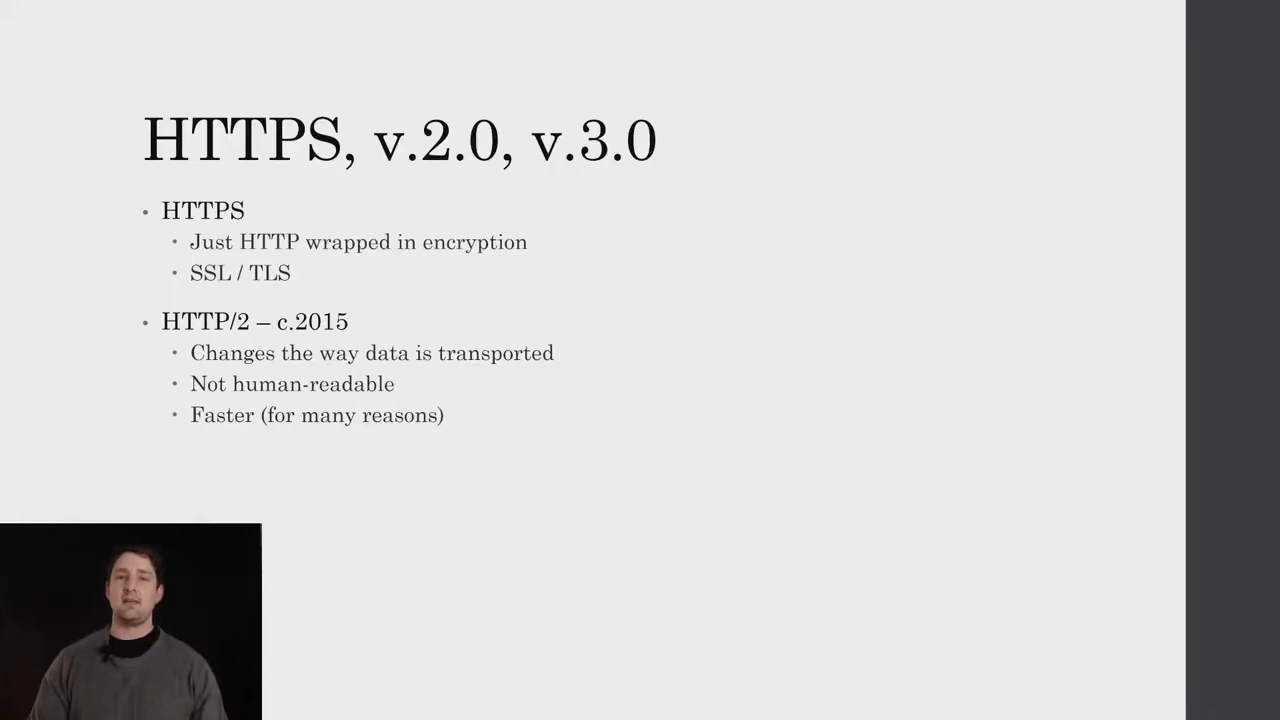 HTTPS, v.2.0, v.3.0
• HTTPS
• Just HTTP wrapped in encryption
• SSL / TLS
• HTTP/2 – c.2015
• Changes the way data is transported
• Not human-readable
• Faster (for many reasons)